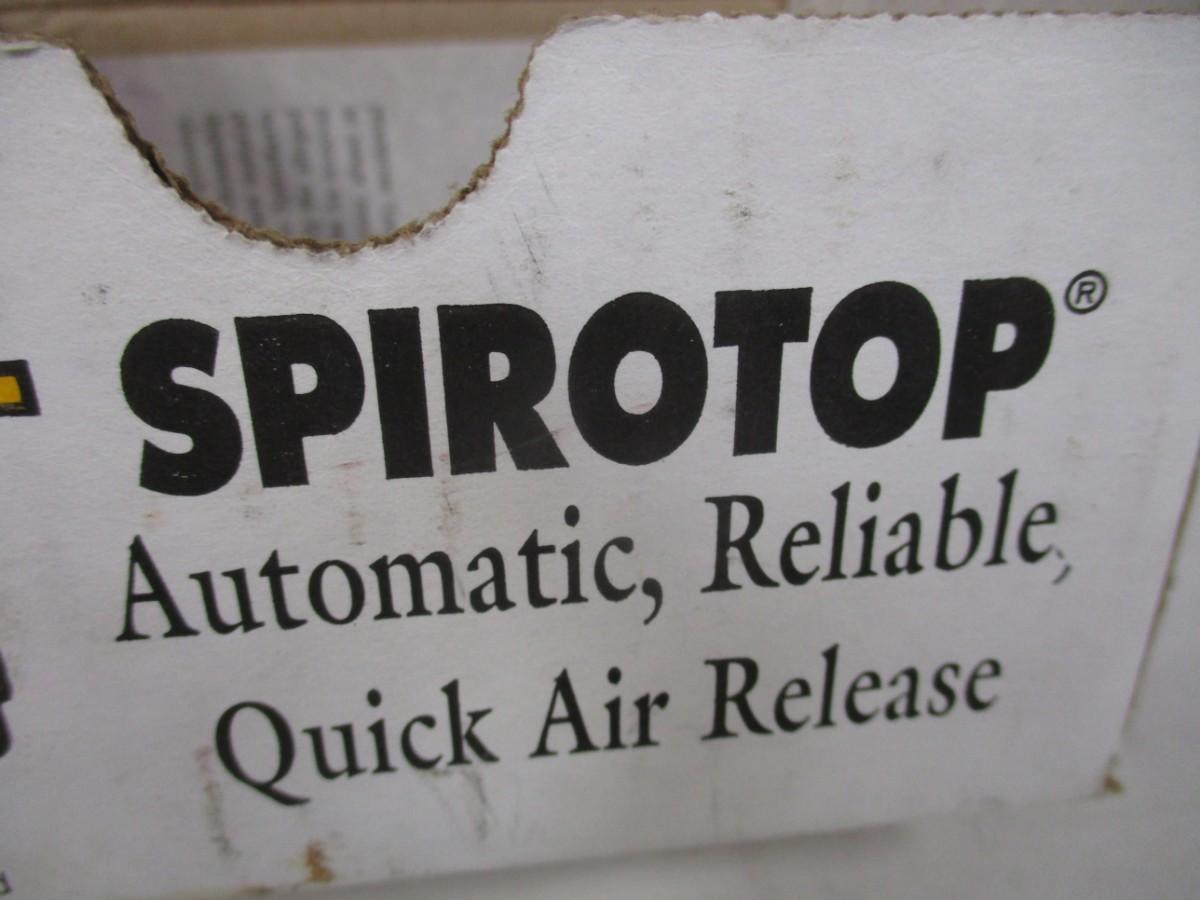 SPIROTOP®
Automatic, Reliable,
Quick Air Release